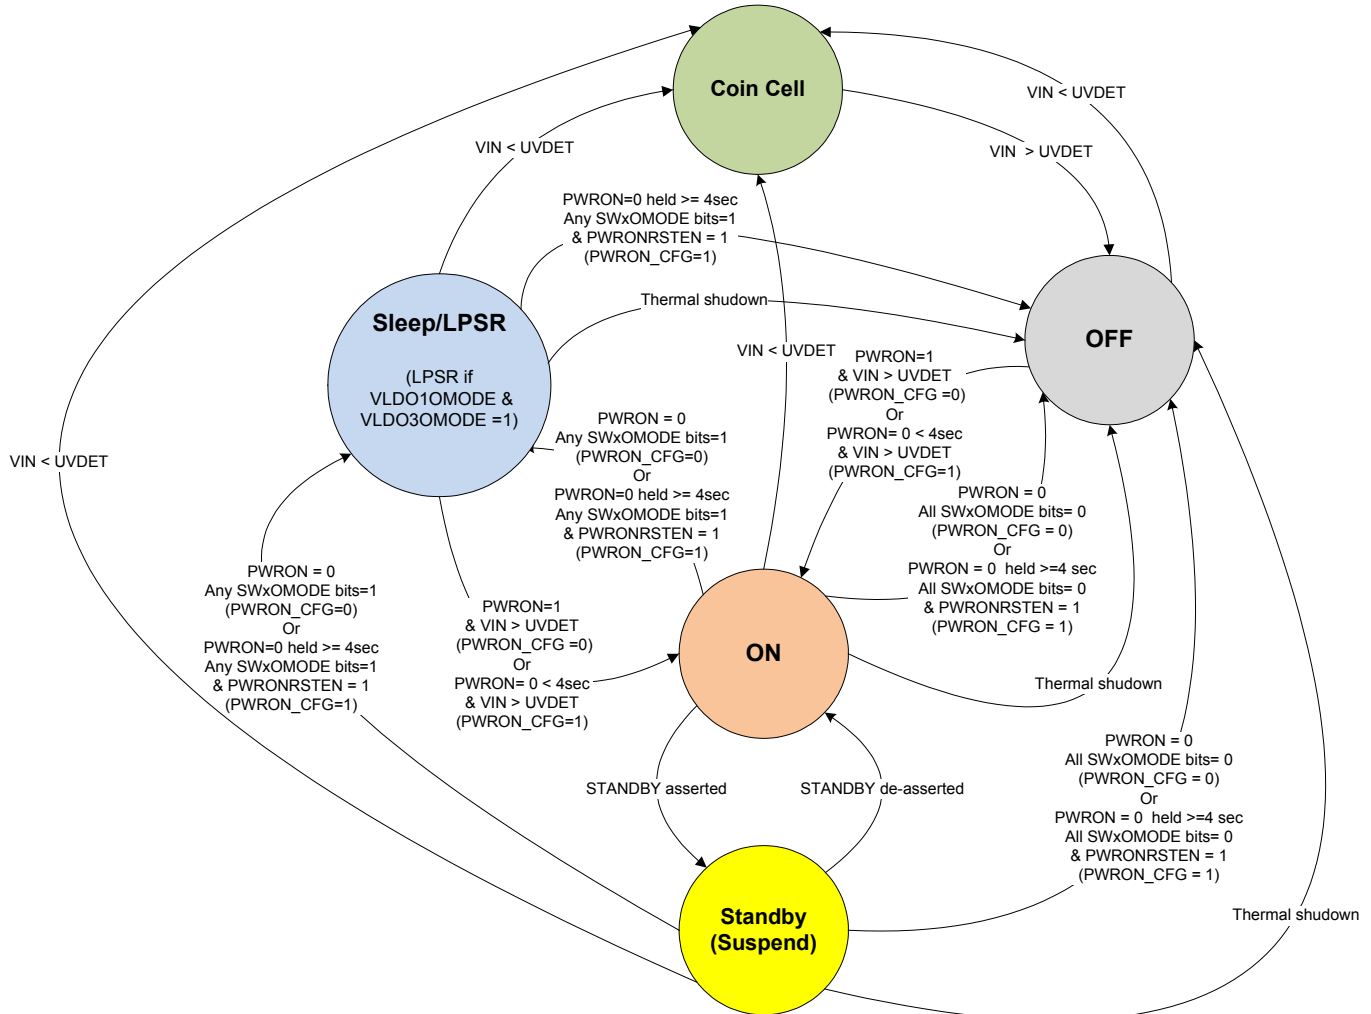 Coin Cell
VIN < UVDET
VIN < UVDET
VIN  > UVDET
PWRON=0 held >= 4sec
Any SWxOMODE bits=1
& PWRONRSTEN = 1
(PWRON_CFG=1)
Thermal shudown
Sleep/LPSR
(LPSR if
VLDO1OMODE &
VLDO3OMODE =1)
OFF
VIN < UVDET
PWRON=1
& VIN > UVDET
(PWRON_CFG =0)
Or
PWRON= 0 < 4sec
& VIN > UVDET
(PWRON_CFG=1)
PWRON = 0
Any SWxOMODE bits=1
(PWRON_CFG=0)
Or
PWRON=0 held >= 4sec
Any SWxOMODE bits=1
& PWRONRSTEN = 1
(PWRON_CFG=1)
VIN < UVDET
PWRON = 0
All SWxOMODE bits= 0
(PWRON_CFG = 0)
Or
PWRON = 0  held >=4 sec
All SWxOMODE bits= 0
& PWRONRSTEN = 1
(PWRON_CFG = 1)
PWRON = 0
Any SWxOMODE bits=1
(PWRON_CFG=0)
Or
PWRON=0 held >= 4sec
Any SWxOMODE bits=1
& PWRONRSTEN = 1
(PWRON_CFG=1)
PWRON=1
& VIN > UVDET
(PWRON_CFG =0)
Or
PWRON= 0 < 4sec
& VIN > UVDET
(PWRON_CFG=1)
ON
Thermal shudown
STANDBY asserted
STANDBY de-asserted
PWRON = 0
All SWxOMODE bits= 0
(PWRON_CFG = 0)
Or
PWRON = 0  held >=4 sec
All SWxOMODE bits= 0
& PWRONRSTEN = 1
(PWRON_CFG = 1)
Standby
(Suspend)
Thermal shudown